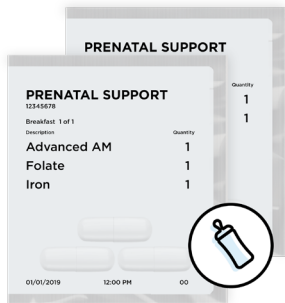 PRENATAL SUPPORT
Quantity
1
1
PRENATAL SUPPORT
12345678
Breakfast 1 of 1
Description Quantity
Advanced AM 1
Folate 1
Iron 1
01/01/2019 12:00 PM 00